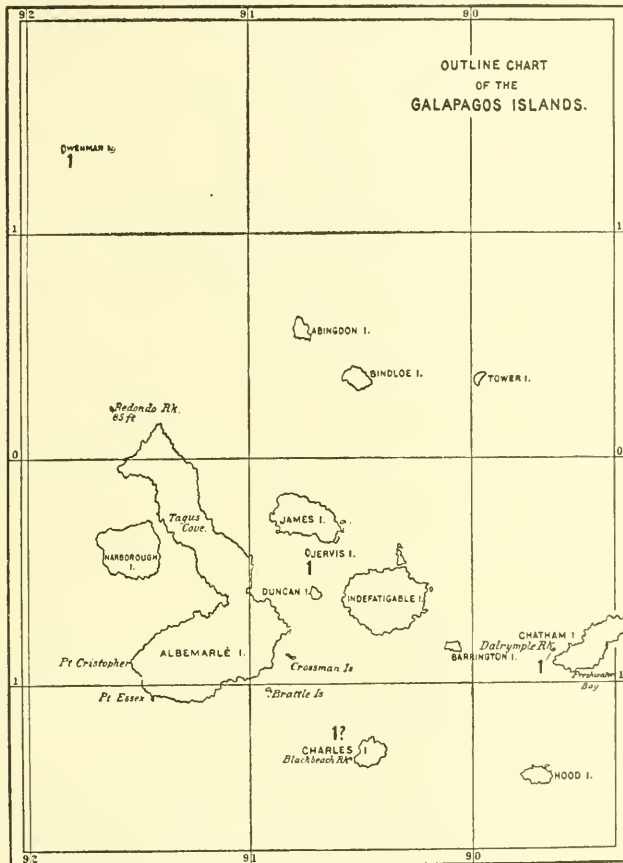 92
91
90
OUTLINE CHART
OF THE
GALAPAGOS ISLANDS.
WENMAN Is
1
1
1
ABINGDON I.
BINDLOE I.
TOWER I.
Redondo Rk.
85 ft
0
0
Tagus
Cove.
JAMES I.
NARBOROUGH
I.
JERVIS I.
1
DUNCAN I.
INDEFATIGABLE I.
CHATHAM I
Dalrymple Rk.
ALBEMARLE I.
BARRINGTON I.
Pt Cristopher
Crossman Is
1
Freshwater
Bay
1
Pt Essex
Brattle Is
1?
CHARLES I
Blackbeach Rk
HOOD I.
92
91
90